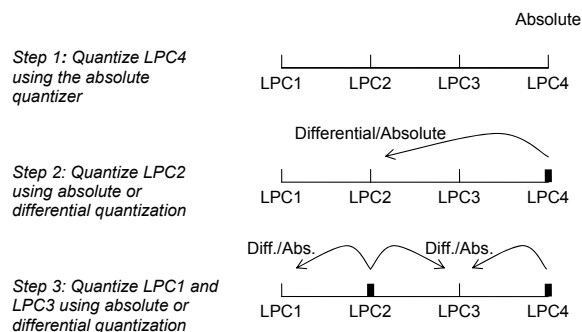 Absolute
Step 1: Quantize LPC4
using the absolute
quantizer
LPC1 LPC2 LPC3 LPC4
Differential/Absolute
Step 2: Quantize LPC2
using absolute or
differential quantization
LPC1 LPC2 LPC3 LPC4
Diff./Abs. Diff./Abs.
Step 3: Quantize LPC1 and
LPC3 using absolute or
differential quantization
LPC1 LPC2 LPC3 LPC4